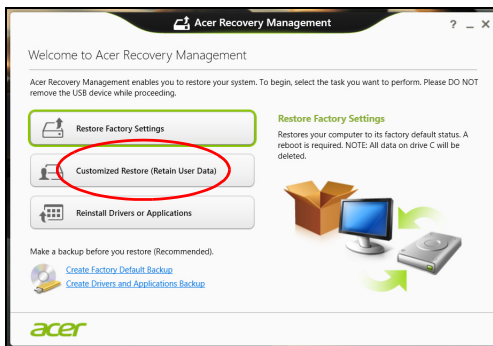 Acer Recovery Management
Welcome to Acer Recovery Management
Acer Recovery Management enables you to restore your system. To begin, select the task you want to perform. Please DO NOT
remove the USB device while proceeding.
Restore Factory Settings
Customized Restore (Retain User Data)
Reinstall Drivers or Applications
Restore Factory Settings
Restores your computer to its factory default status. A
reboot is required. NOTE: All data on drive C will be
deleted.
Make a backup before you restore (Recommended).
Create Factory Default Backup
Create Drivers and Applications Backup
acer